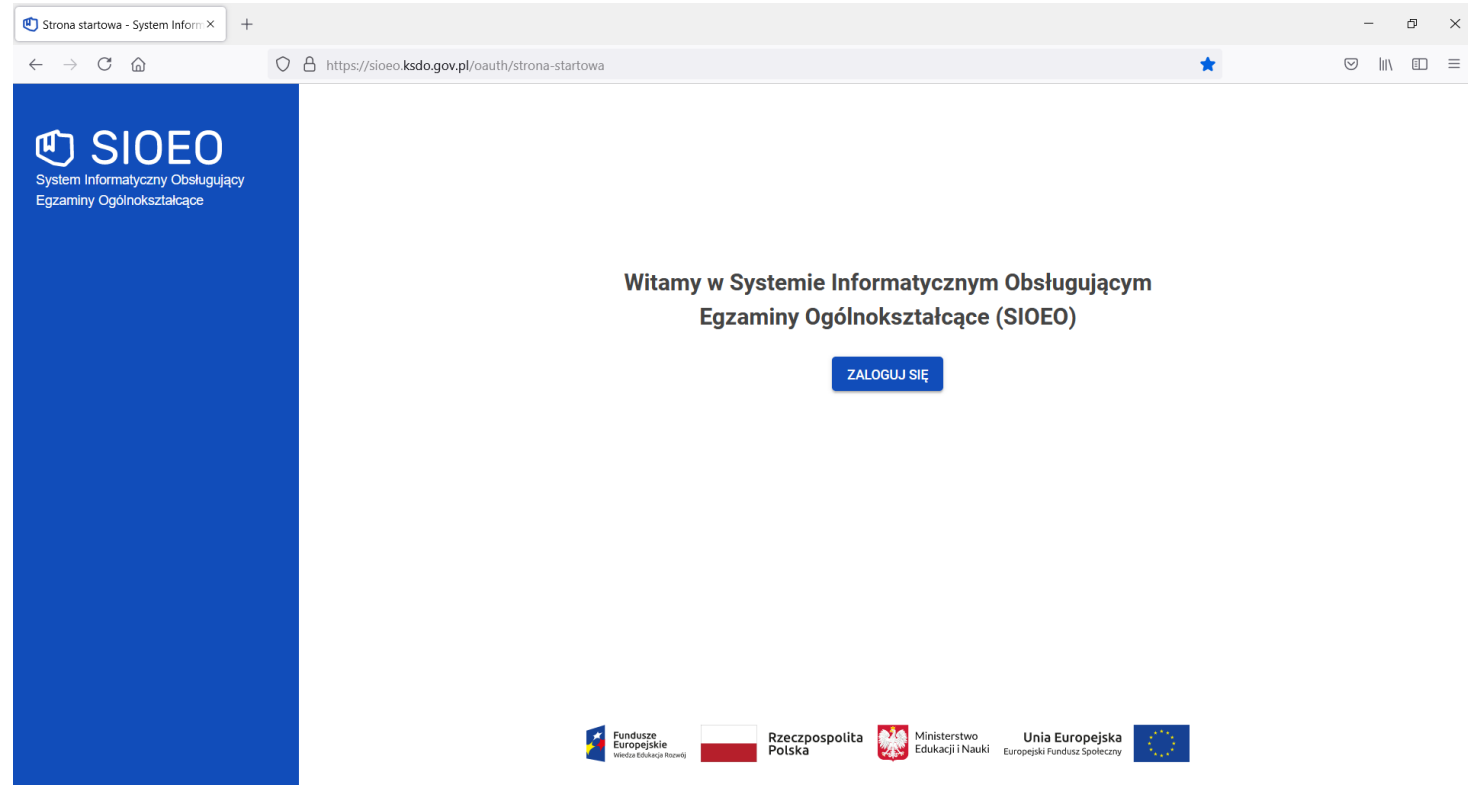 Strona startowa - System Inform
https://sioeo.ksdo.gov.pl/oauth/strona-startowa
SIOEO
System Informatyczny Obsługujący
Egzaminy Ogólnokształcące
Witamy w Systemie Informatycznym Obsługującym
Egzaminy Ogólnokształcące (SIOEO)
ZALOGUJ SIĘ
Fundusze
Europejskie
Wiedza Edukacja Rozwój
Rzeczpospolita
Polska
Ministerstwo
Edukacji i Nauki
Unia Europejska
Europejski Fundusz Społeczny